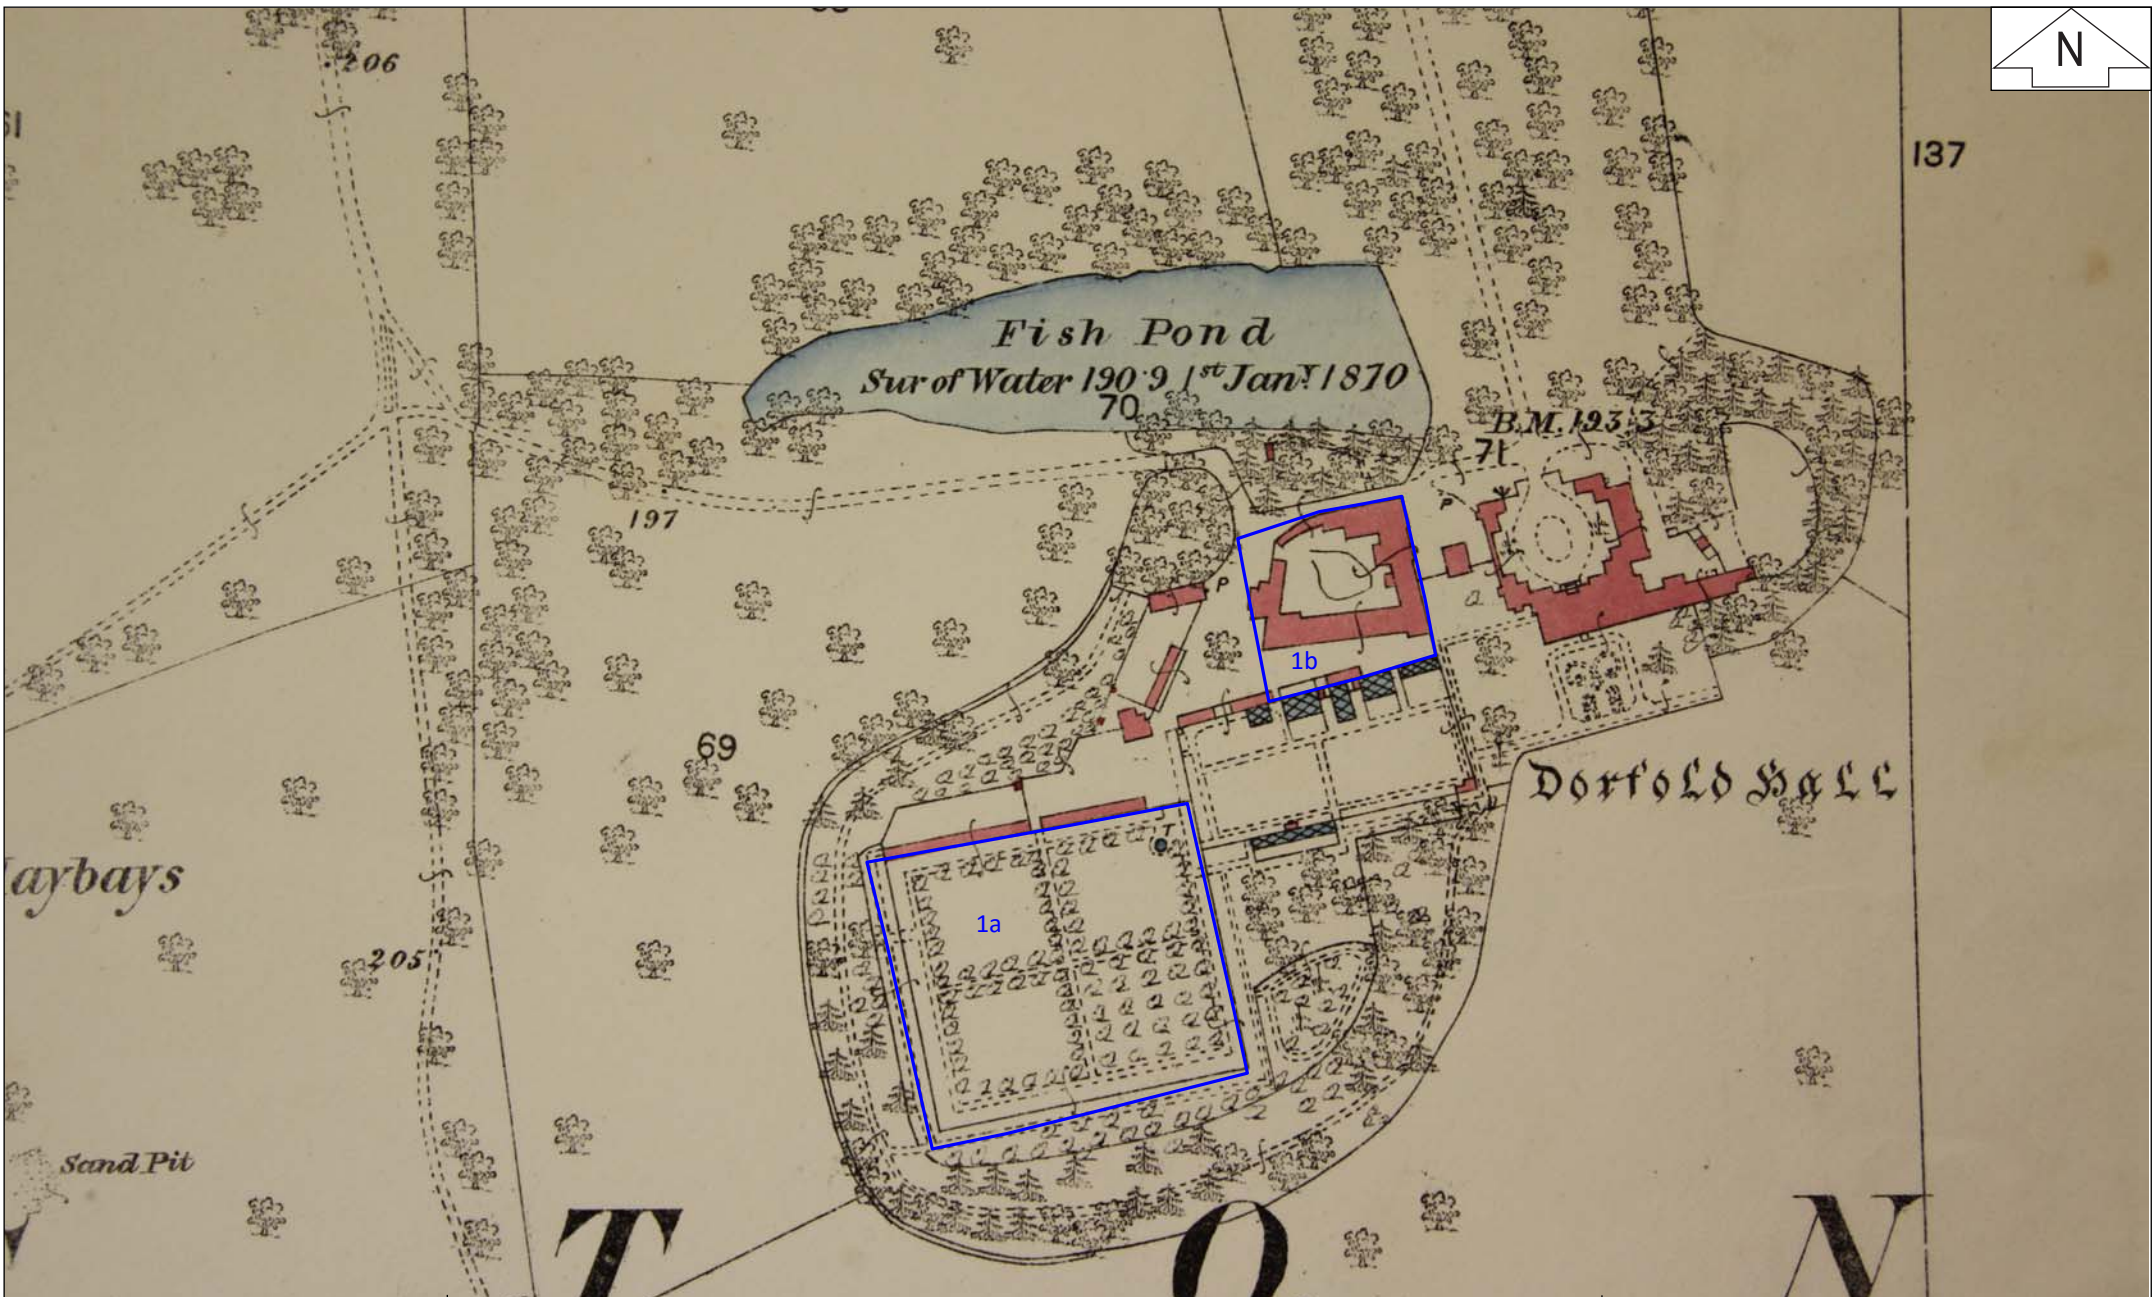 206
N
137
Fish Pond
Sur of Water 190·9 1st Jany 1870
70
B.M. 193·3
71
P
197
P
1b
69
Dorfold Hall
T
1a
205
Sand Pit
T O N